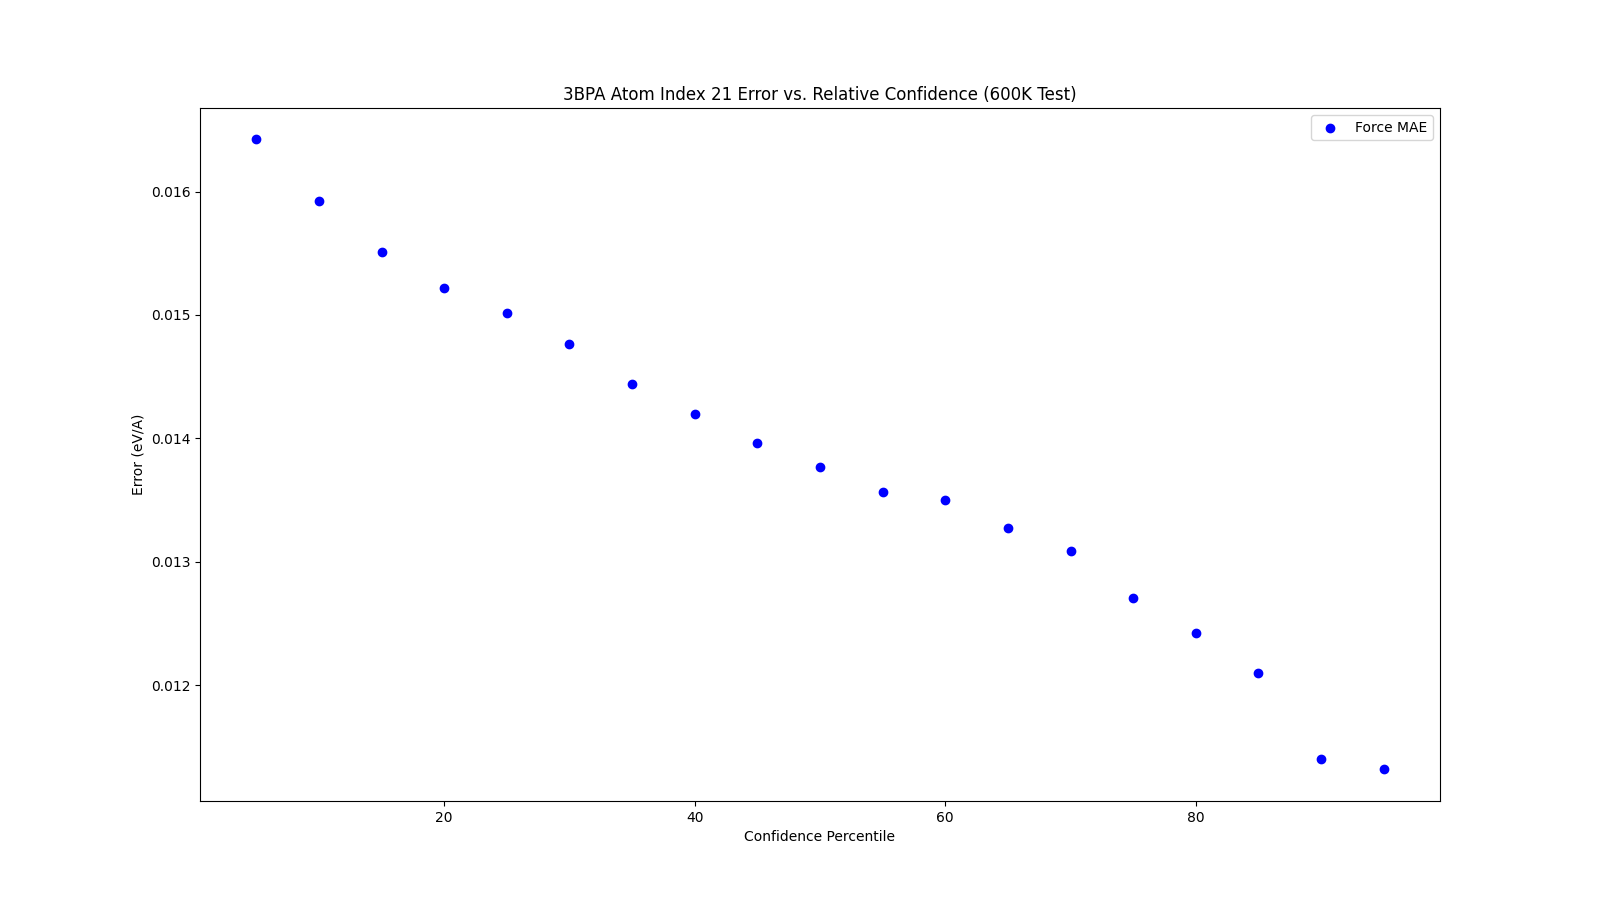 3BPA Atom Index 21 Error vs. Relative Confidence (600K Test)
Force MAE
0.016
0.015
0.014
0.013
0.012
Error (eV/A)
20 40 60 80
Confidence Percentile